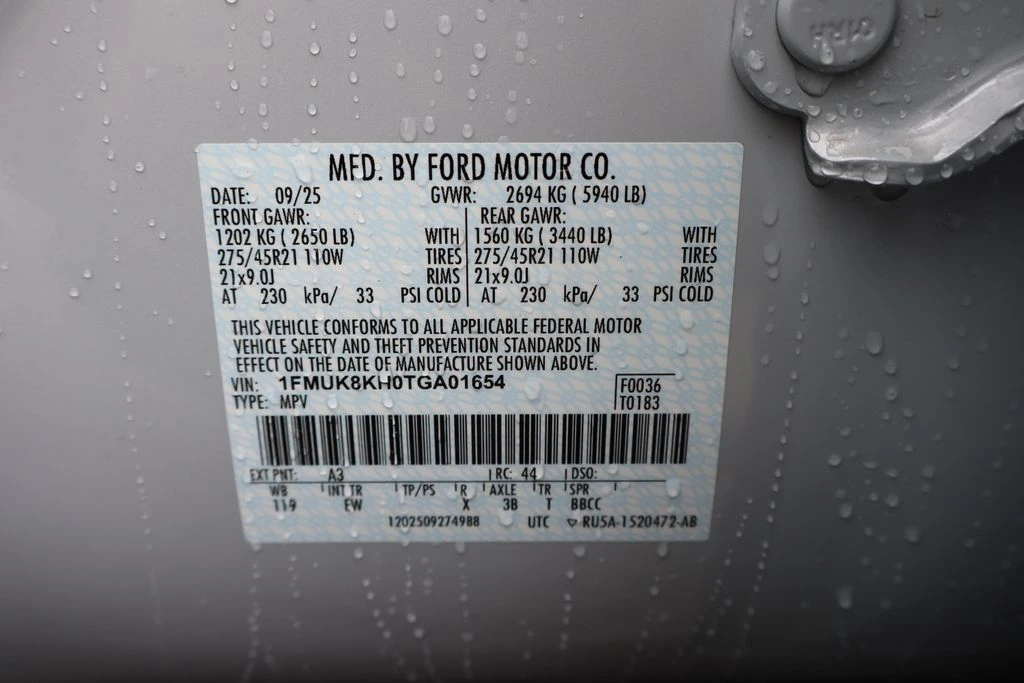 MFD. BY FORD MOTOR CO.
DATE: 09/25 GVWR: 2694 KG ( 5940 LB)
FRONT GAWR: REAR GAWR:
1202 KG ( 2650 LB) WITH 1560 KG ( 3440 LB) WITH
275/45R21 110W TIRES 275/45R21 110W TIRES
21x9.0J RIMS 21x9.0J RIMS
AT 230 kPa/ 33 PSI COLD AT 230 kPa/ 33 PSI COLD
THIS VEHICLE CONFORMS TO ALL APPLICABLE FEDERAL MOTOR
VEHICLE SAFETY AND THEFT PREVENTION STANDARDS IN
EFFECT ON THE DATE OF MANUFACTURE SHOWN ABOVE.
VIN: 1FMUK8KH0TGA01654 F0036
TYPE: MPV T0183
EXT PNT: A3 RC: 44 DSO:
WB INT TR TP/PS R AXLE TR SPR
119 EW X 3B T BBCC
1202509274988 UTC RU5A-1520472-AB